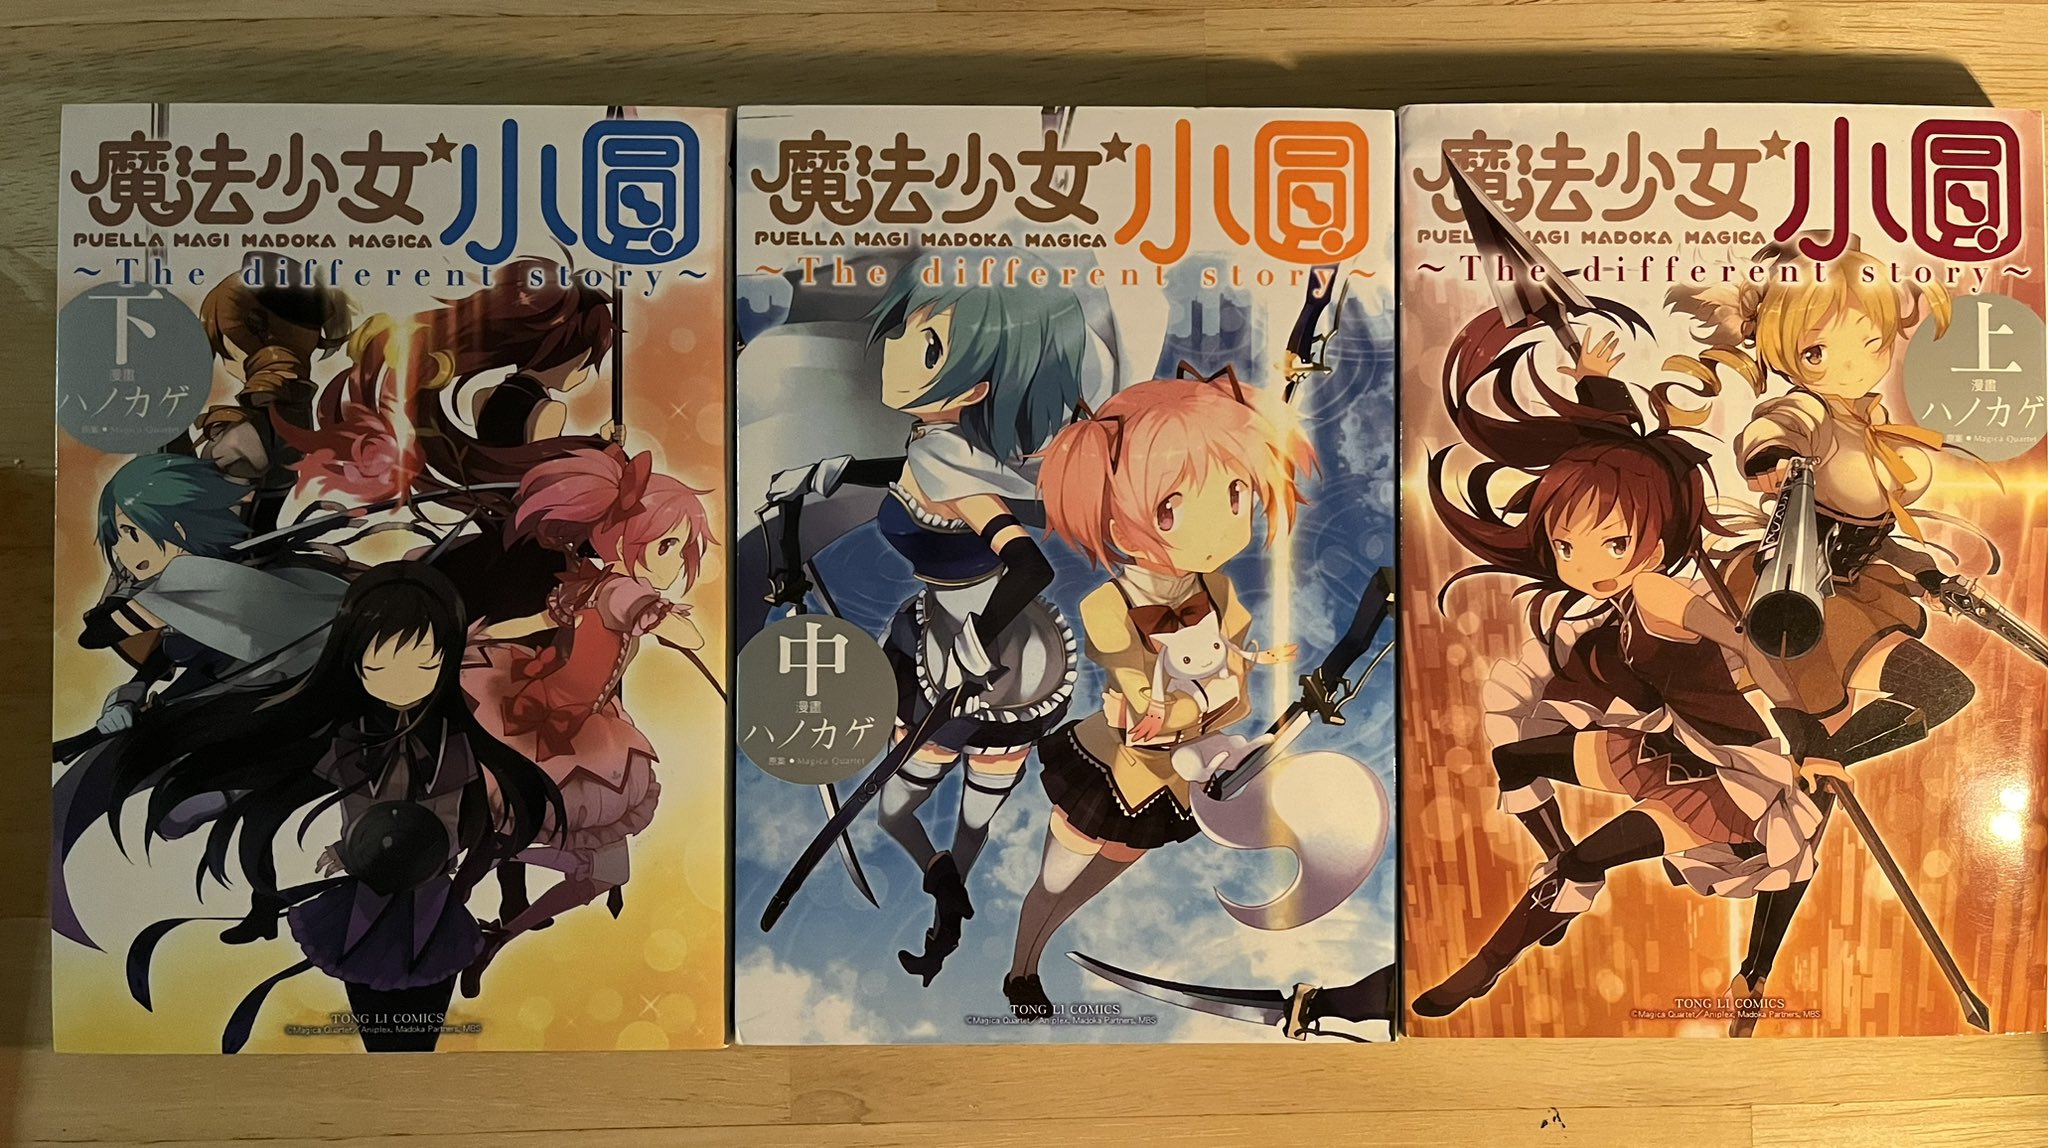 魔法少女★小圓
PUELLA MAGI MADOKA MAGICA
~The different story~
下
漫畫
ハノカゲ
原案●Magica Quartet
TONG LI COMICS
©Magica Quartet／Aniplex, Madoka Partners, MBS
魔法少女★小圓
PUELLA MAGI MADOKA MAGICA
~The different story~
中
漫畫
ハノカゲ
原案●Magica Quartet
TONG LI COMICS
©Magica Quartet／Aniplex, Madoka Partners, MBS
魔法少女★小圓
PUELLA MAGI MADOKA MAGICA
~The different story~
上
漫畫
ハノカゲ
原案●Magica Quartet
TONG LI COMICS
©Magica Quartet／Aniplex, Madoka Partners, MBS